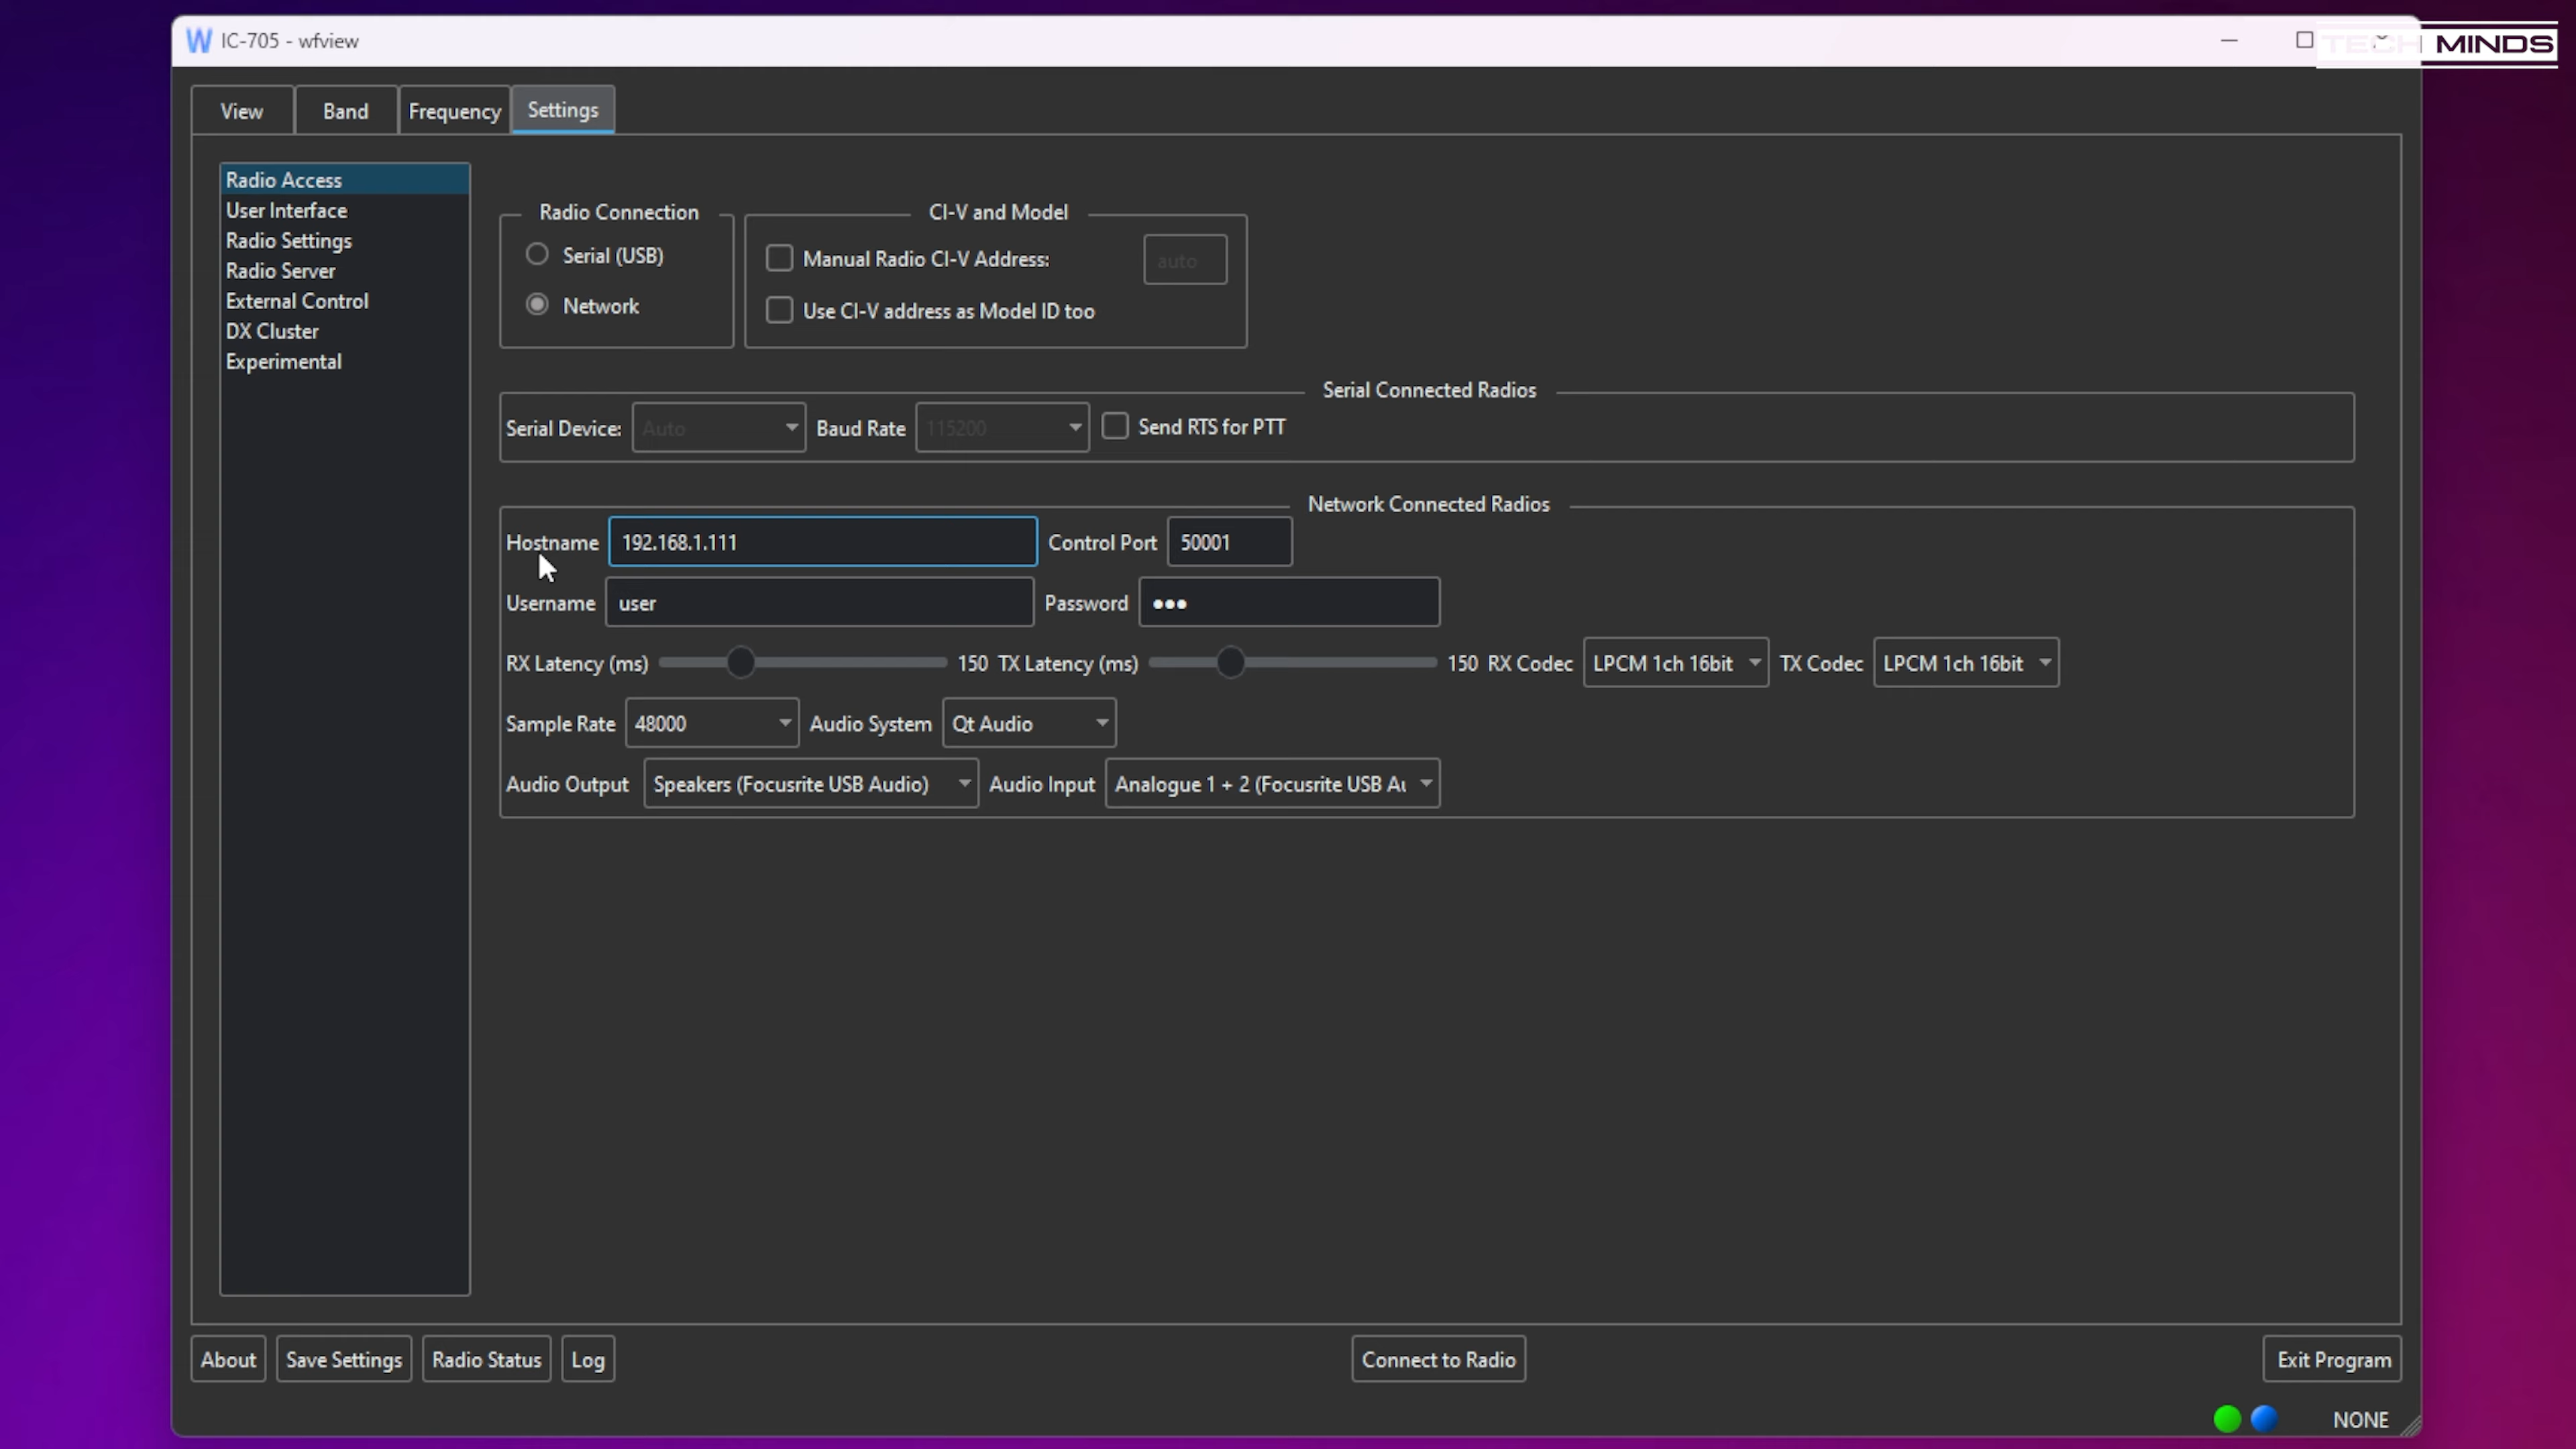 IC-705 - wfview
TECH MINDS
View Band Frequency Settings
Radio Access
User Interface
Radio Settings
Radio Server
External Control
DX Cluster
Experimental
Radio Connection
Serial (USB)
Network
CI-V and Model
Manual Radio CI-V Address: auto
Use CI-V address as Model ID too
Serial Connected Radios
Serial Device: Auto Baud Rate 115200 Send RTS for PTT
Network Connected Radios
Hostname 192.168.1.111 Control Port 50001
Username user Password •••
RX Latency (ms) 150 TX Latency (ms) 150 RX Codec LPCM 1ch 16bit TX Codec LPCM 1ch 16bit
Sample Rate 48000 Audio System Qt Audio
Audio Output Speakers (Focusrite USB Audio) Audio Input Analogue 1 + 2 (Focusrite USB Au
About Save Settings Radio Status Log Connect to Radio Exit Program
NONE